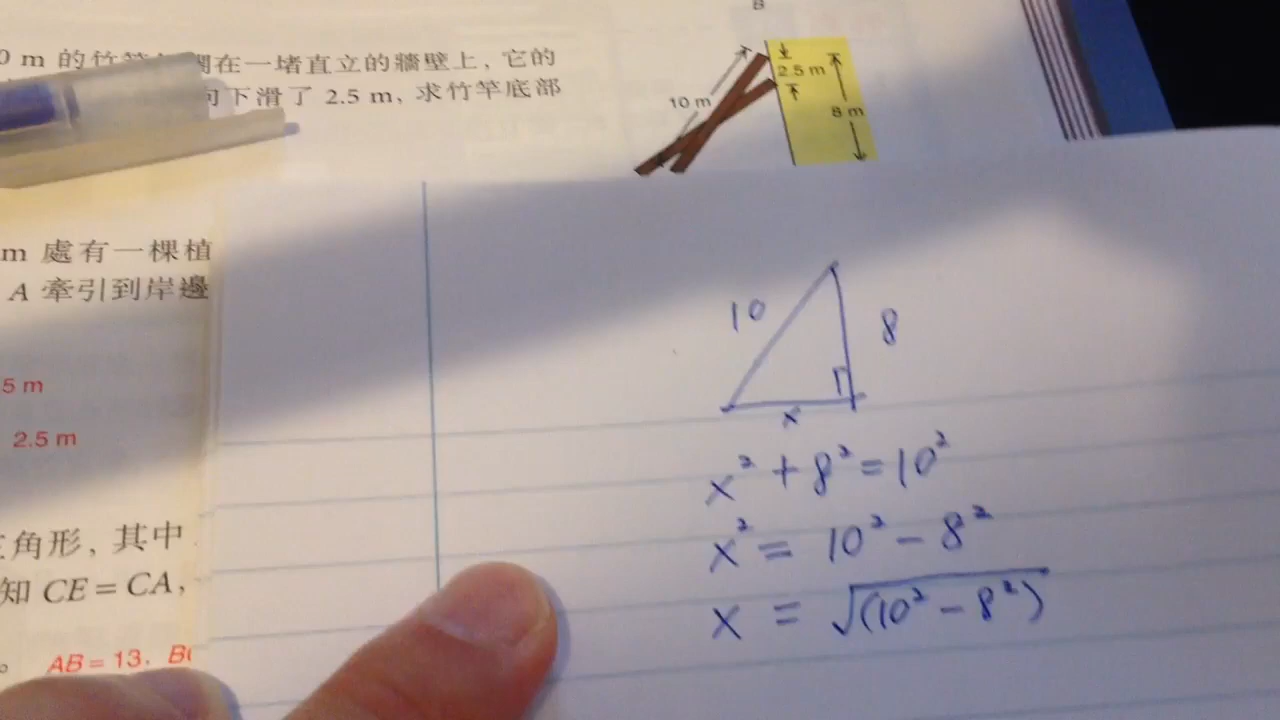 B
0 m 的竹竿 在一堵直立的牆壁上，它的
下滑了 2.5 m，求竹竿底部
2.5 m
10 m
8 m
m 處有一棵植
A 牽引到岸邊
5 m
2.5 m
角形，其中
知 CE = CA，
AB = 13.
10
8
x
x² + 8² = 10²
x² = 10² - 8²
x = √(10² - 8²)